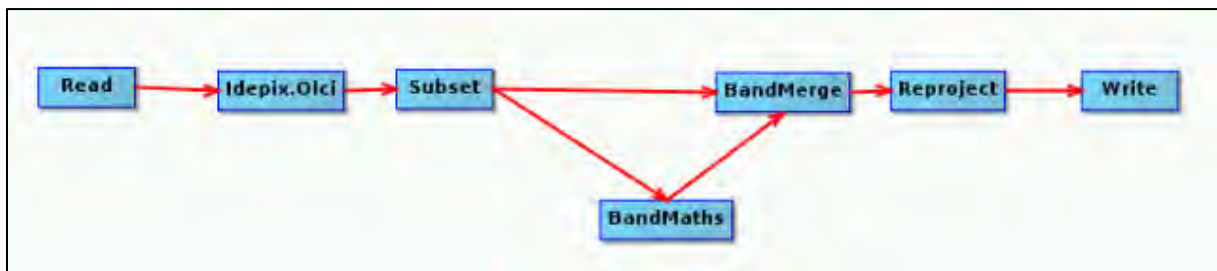 Read
Idepix.Olci
Subset
BandMerge
Reproject
Write
BandMaths